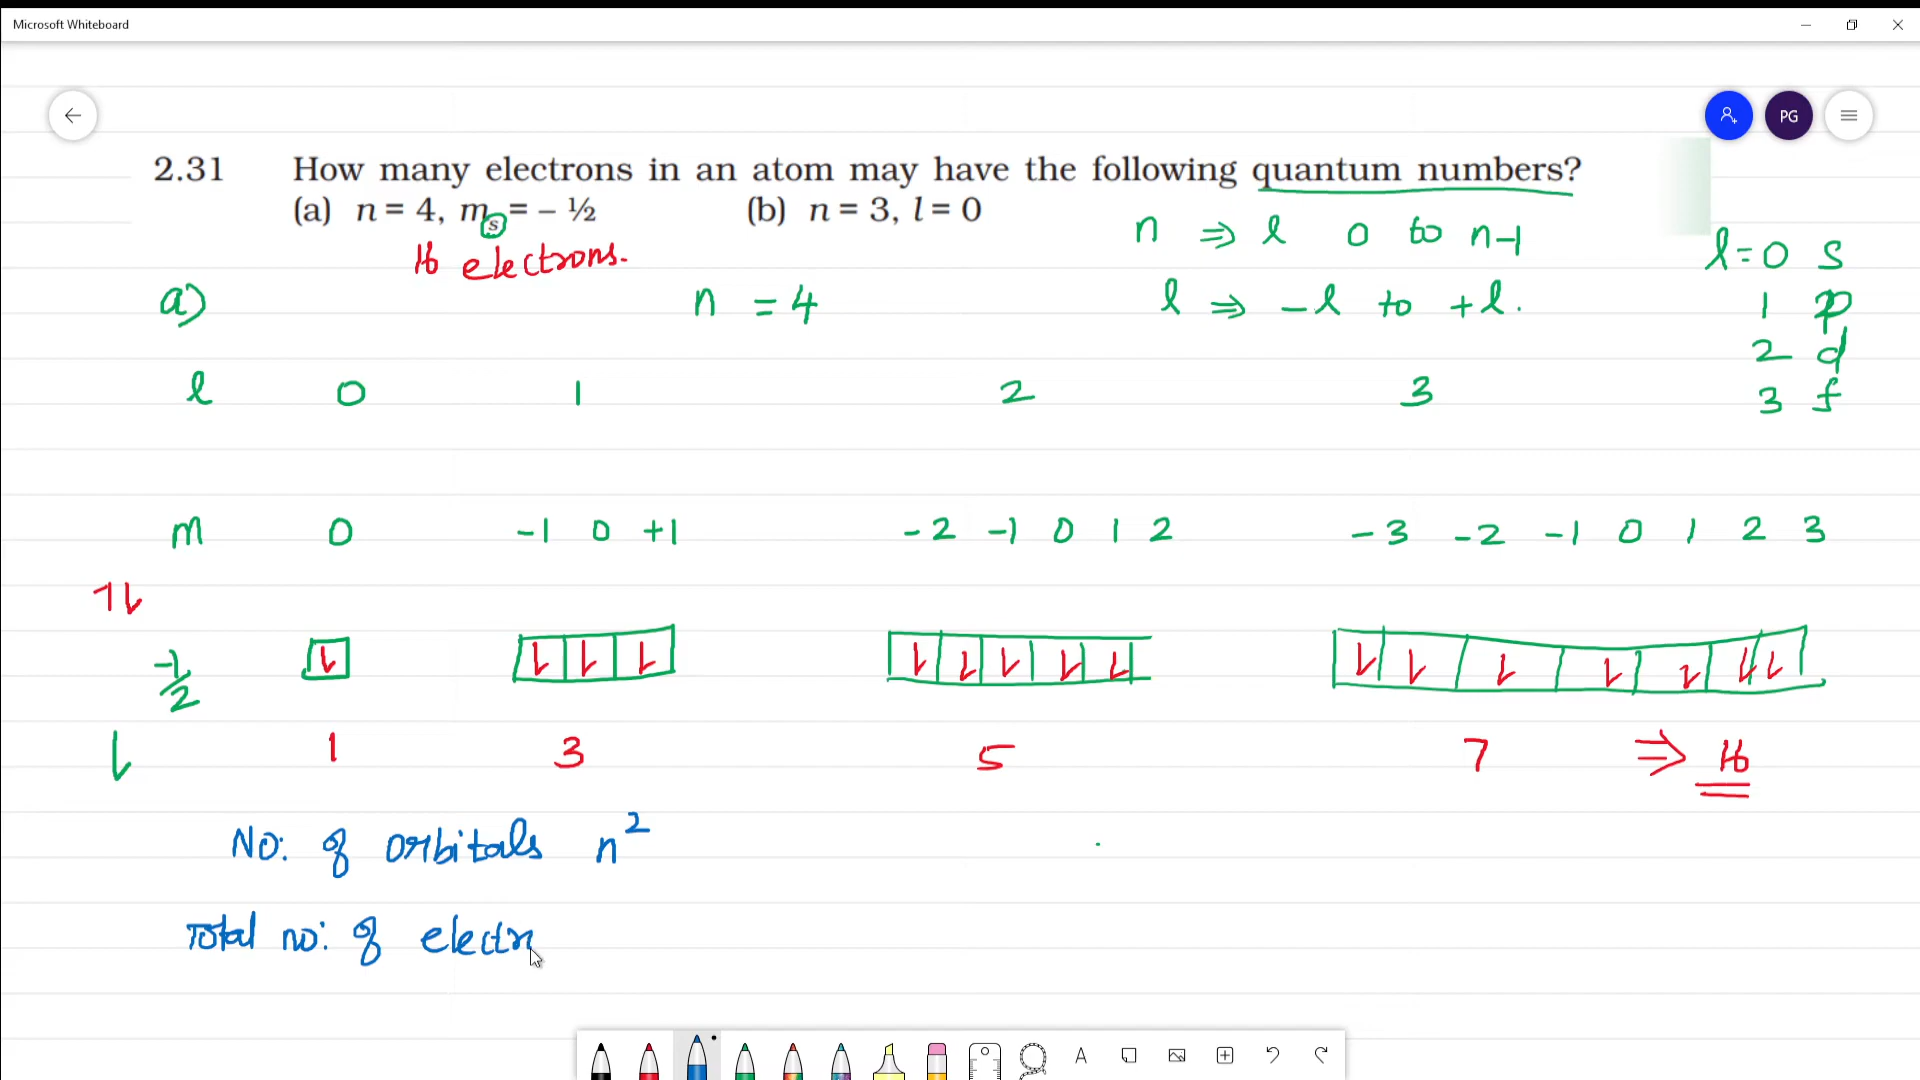 Microsoft Whiteboard
PG
2.31 How many electrons in an atom may have the following quantum numbers?
(a) n = 4, ms = – ½ (b) n = 3, l = 0
16 electrons.
n ⇒ l 0 to n-1
l ⇒ -l to +l.
l = 0 s
1 p
2 d
3 f
a) n = 4
l 0 1 2 3
m 0 -1 0 +1 -2 -1 0 1 2 -3 -2 -1 0 1 2 3
-1/2
1 3 5 7 ⇒ 16
No: of orbitals n²
Total no: of electr